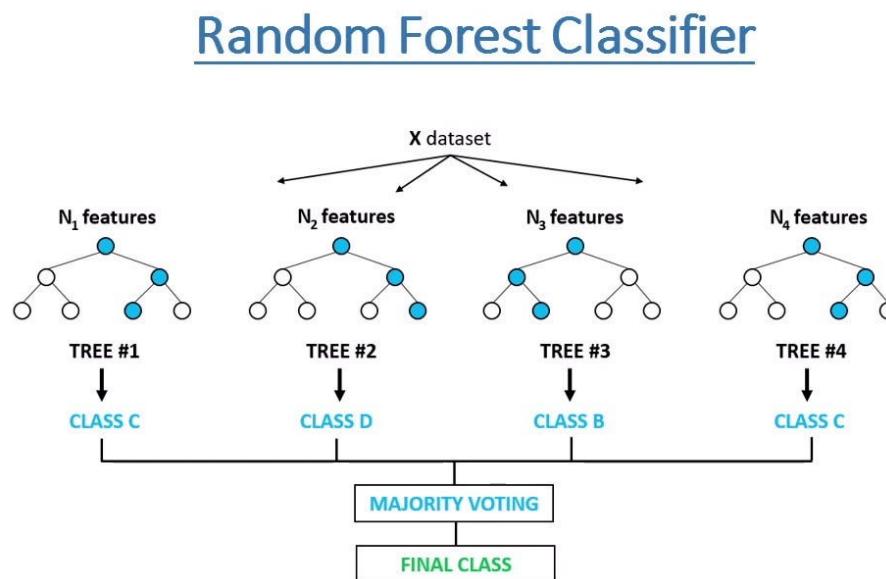 Random Forest Classifier
X dataset
N₁ features
N₂ features
N₃ features
N₄ features
TREE #1
TREE #2
TREE #3
TREE #4
CLASS C
CLASS D
CLASS B
CLASS C
MAJORITY VOTING
FINAL CLASS